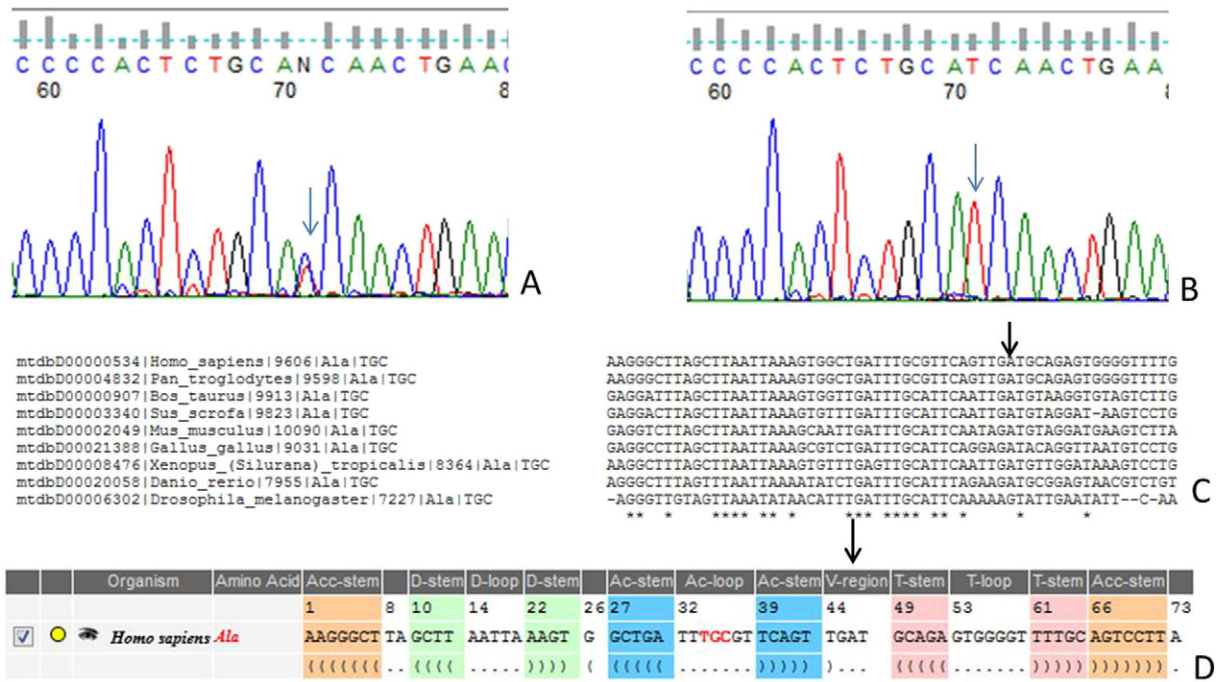 C C C C A C T C T G C A N C A A C T G A A C
60 70 8
C C C C A C T C T G C A T C A A C T G A A
60 70 8
A
B
mtdbD00000534|Homo_sapiens|9606|Ala|TGC AAGGGCTTAGCTTAATTAAAGTGGCTGATTTGCGTTCAGTTGATGCAGAGTGGGGTTTTG
mtdbD00004832|Pan_troglodytes|9598|Ala|TGC AAGGGCTTAGCTTAATTAAAGTGGCTGATTTGCGTTCAGTTGATGCAGAGTGGGGTTTTG
mtdbD00000907|Bos_taurus|9913|Ala|TGC GAGGATTTAGCTTAATTAAAGTGGTTGATTTGCATTCAATTGATGTAAGGTGTAGTCTTG
mtdbD00003340|Sus_scrofa|9823|Ala|TGC GAGGACTTAGCTTAATTAAAGTGTTTGATTTGCATTCAATTGATGTAGGAT-AAGTCCTG
mtdbD00002049|Mus_musculus|10090|Ala|TGC GAGGTCTTAGCTTAATTAAAGCAATTGATTTGCATTCAATAGATGTAGGATGAAGTCTTA
mtdbD00021388|Gallus_gallus|9031|Ala|TGC GAGGCCTTAGCTTAATTAAAGCGTCTGATTTGCATTCAGGAGATACAGGTTAATGTCCTG
mtdbD00008476|Xenopus_(Silurana)_tropicalis|8364|Ala|TGC AAGGCTTTAGCTTAATTAAAGTGTTTGAGTTGCATTCAATTGATGTTGGATAAAGTCCTG
mtdbD00020058|Danio_rerio|7955|Ala|TGC AGGGCTTTAGTTTAATTAAAATATCTGATTTGCATTTAGAAGATGCGGAGTAACGTCTGT
mtdbD00006302|Drosophila_melanogaster|7227|Ala|TGC -AGGGTTGTAGTTAAATATAACATTTGATTTGCATTCAAAAAGTATTGAATATT--C-AA
** * **** ** * *** **** ** * * *
C
Organism Amino Acid Acc-stem D-stem D-loop D-stem Ac-stem Ac-loop Ac-stem V-region T-stem T-loop T-stem Acc-stem
1 8 10 14 22 26 27 32 39 44 49 53 61 66 73
Homo sapiens Ala AAGGGCT TA GCTT AATTA AAGT G GCTGA TTTGCGT TCAGT TGAT GCAGA GTGGGGT TTTGC AGTCCTT A
((((((( .. (((( ..... )))) ( ((((( ....... ))))) )... ((((( ....... ))))) ))))))) .
D